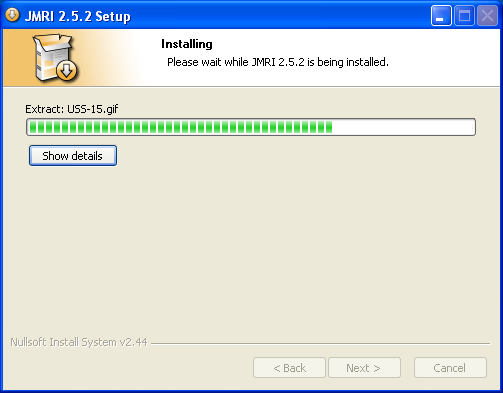 JMRI 2.5.2 Setup
Installing
Please wait while JMRI 2.5.2 is being installed.
Extract: USS-15.gif
Show details
Nullsoft Install System v2.44
< Back
Next >
Cancel